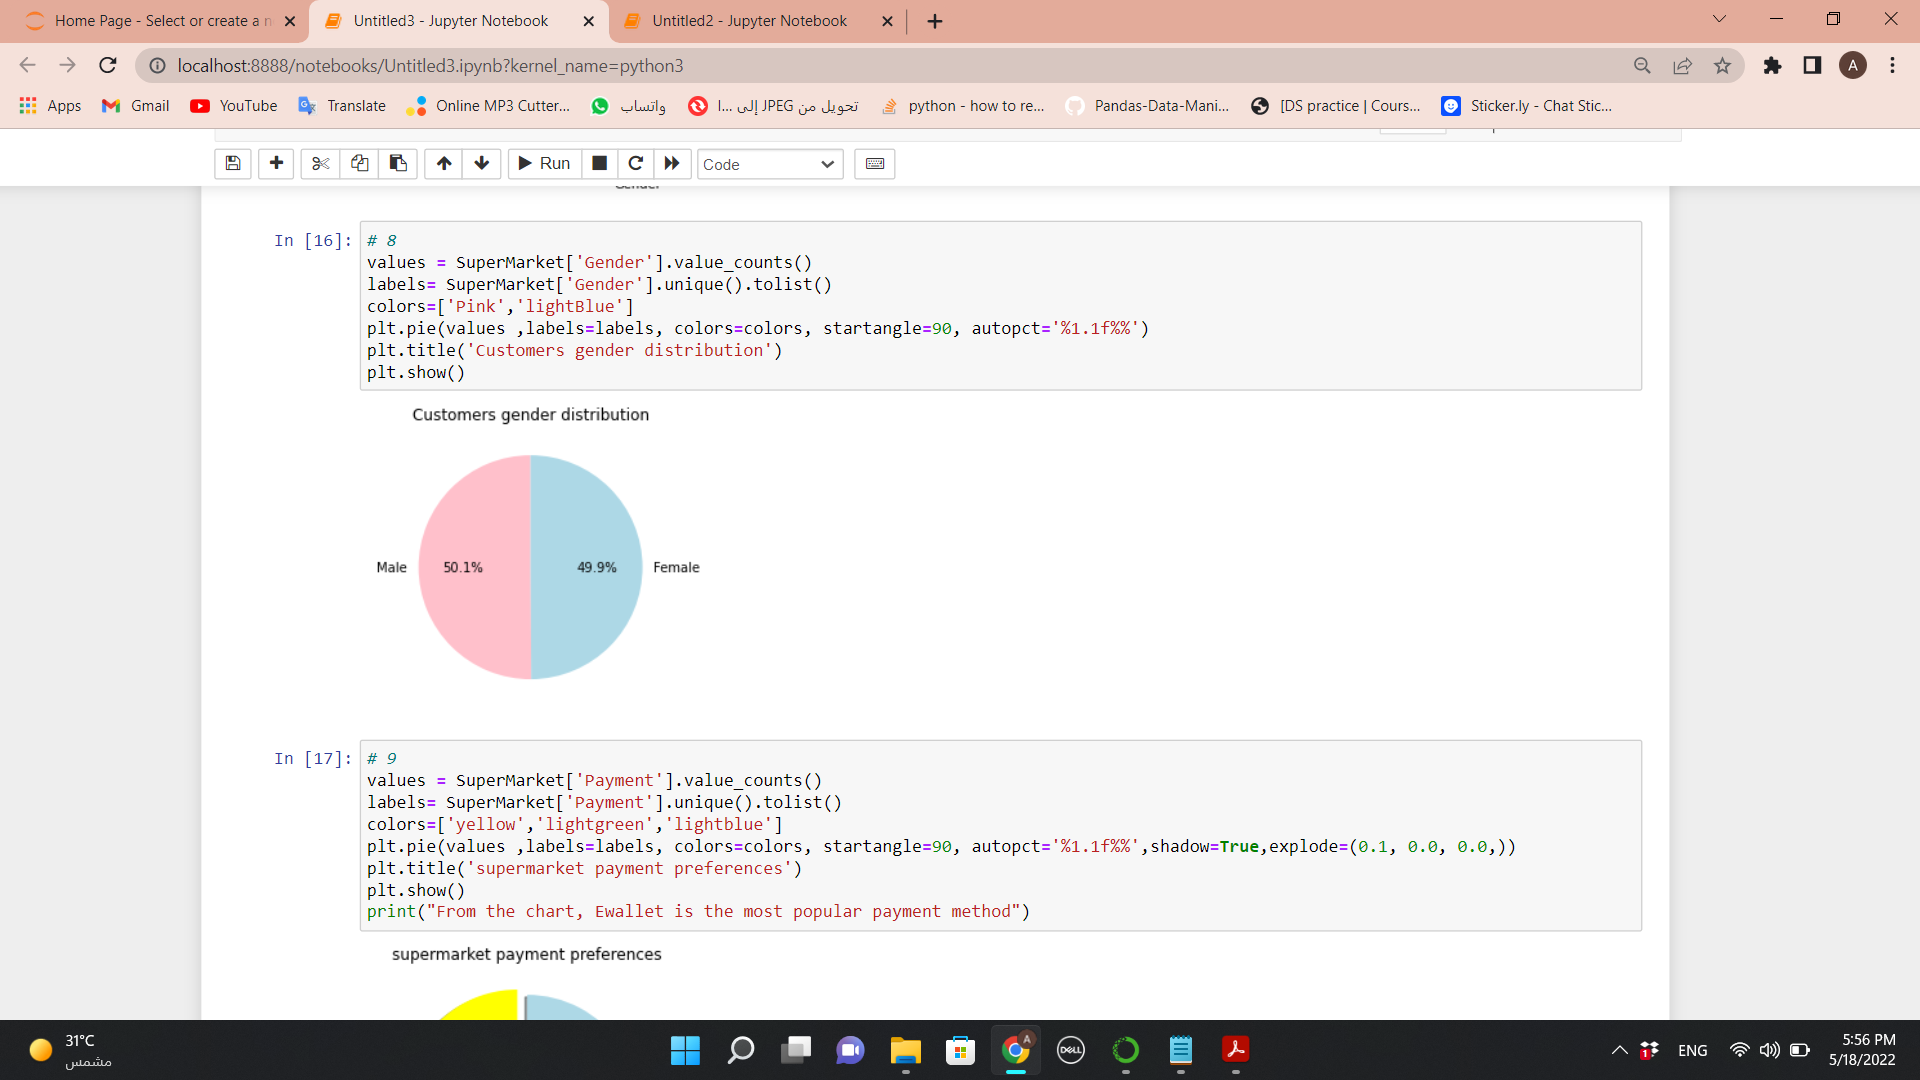 Home Page - Select or create a n
Untitled3 - Jupyter Notebook
Untitled2 - Jupyter Notebook
localhost:8888/notebooks/Untitled3.ipynb?kernel_name=python3
A
Apps
Gmail
YouTube
Translate
Online MP3 Cutter...
واتساب
تحويل من JPEG إلى ...I
python - how to re...
Pandas-Data-Mani...
[DS practice | Cours...
Sticker.ly - Chat Stic...
Run
Code
Gender
In [16]:
# 8
values = SuperMarket['Gender'].value_counts()
labels= SuperMarket['Gender'].unique().tolist()
colors=['Pink','lightBlue']
plt.pie(values ,labels=labels, colors=colors, startangle=90, autopct='%1.1f%%')
plt.title('Customers gender distribution')
plt.show()
Customers gender distribution
Male
50.1%
49.9%
Female
In [17]:
# 9
values = SuperMarket['Payment'].value_counts()
labels= SuperMarket['Payment'].unique().tolist()
colors=['yellow','lightgreen','lightblue']
plt.pie(values ,labels=labels, colors=colors, startangle=90, autopct='%1.1f%%',shadow=True,explode=(0.1, 0.0, 0.0,))
plt.title('supermarket payment preferences')
plt.show()
print("From the chart, Ewallet is the most popular payment method")
supermarket payment preferences
31°C
مشمس
A
DELL
1
ENG
5:56 PM
5/18/2022